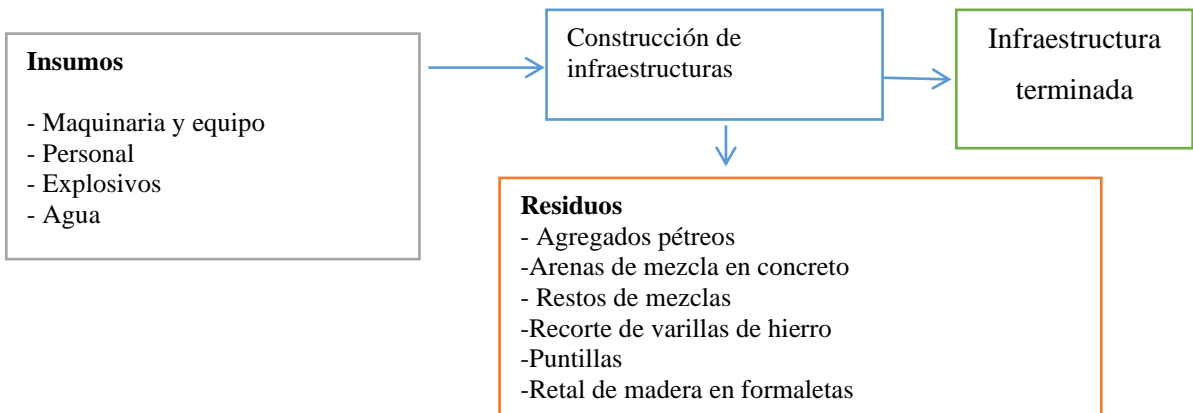 Insumos
- Maquinaria y equipo
- Personal
- Explosivos
- Agua
Construcción de
infraestructuras
Infraestructura
terminada
Residuos
- Agregados pétreos
-Arenas de mezcla en concreto
- Restos de mezclas
-Recorte de varillas de hierro
-Puntillas
-Retal de madera en formaletas